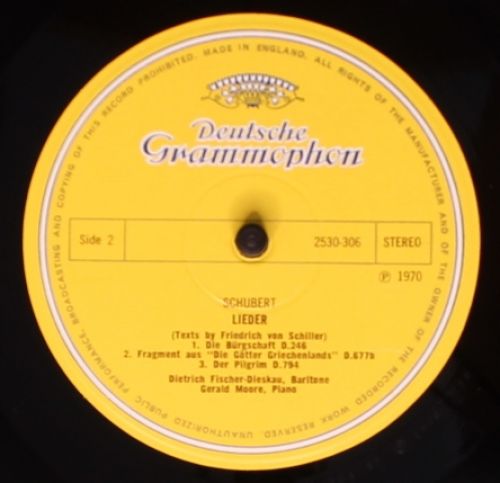 MADE IN ENGLAND. ALL RIGHTS OF THE MANUFACTURER AND OF THE OWNER OF THE RECORDED WORK RESERVED. UNAUTHORIZED PUBLIC PERFORMANCE, BROADCASTING AND COPYING OF THIS RECORD PROHIBITED.
Deutsche
Grammophon
Side 2
2530-306
STEREO
℗ 1970
SCHUBERT
LIEDER
(Texts by Friedrich von Schiller)
1. Die Bürgschaft D.246
2. Fragment aus "Die Götter Griechenlands" D.677b
3. Der Pilgrim D.794
Dietrich Fischer-Dieskau, Baritone
Gerald Moore, Piano